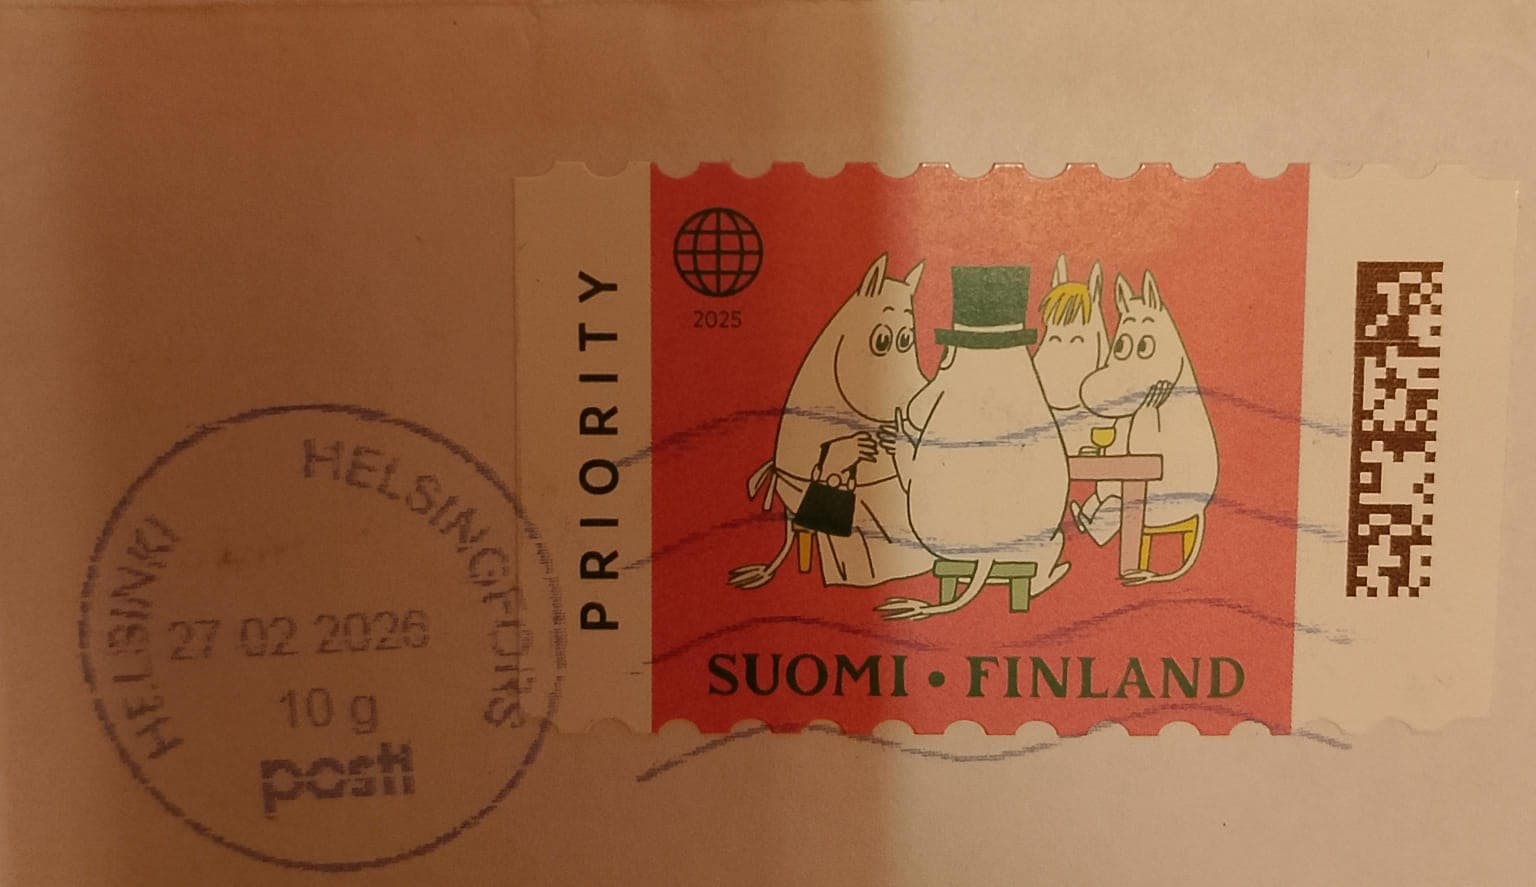 PRIORITY
2025
SUOMI • FINLAND
HELSINKI
HELSINGFORS
27 02 2026
10 g
posti